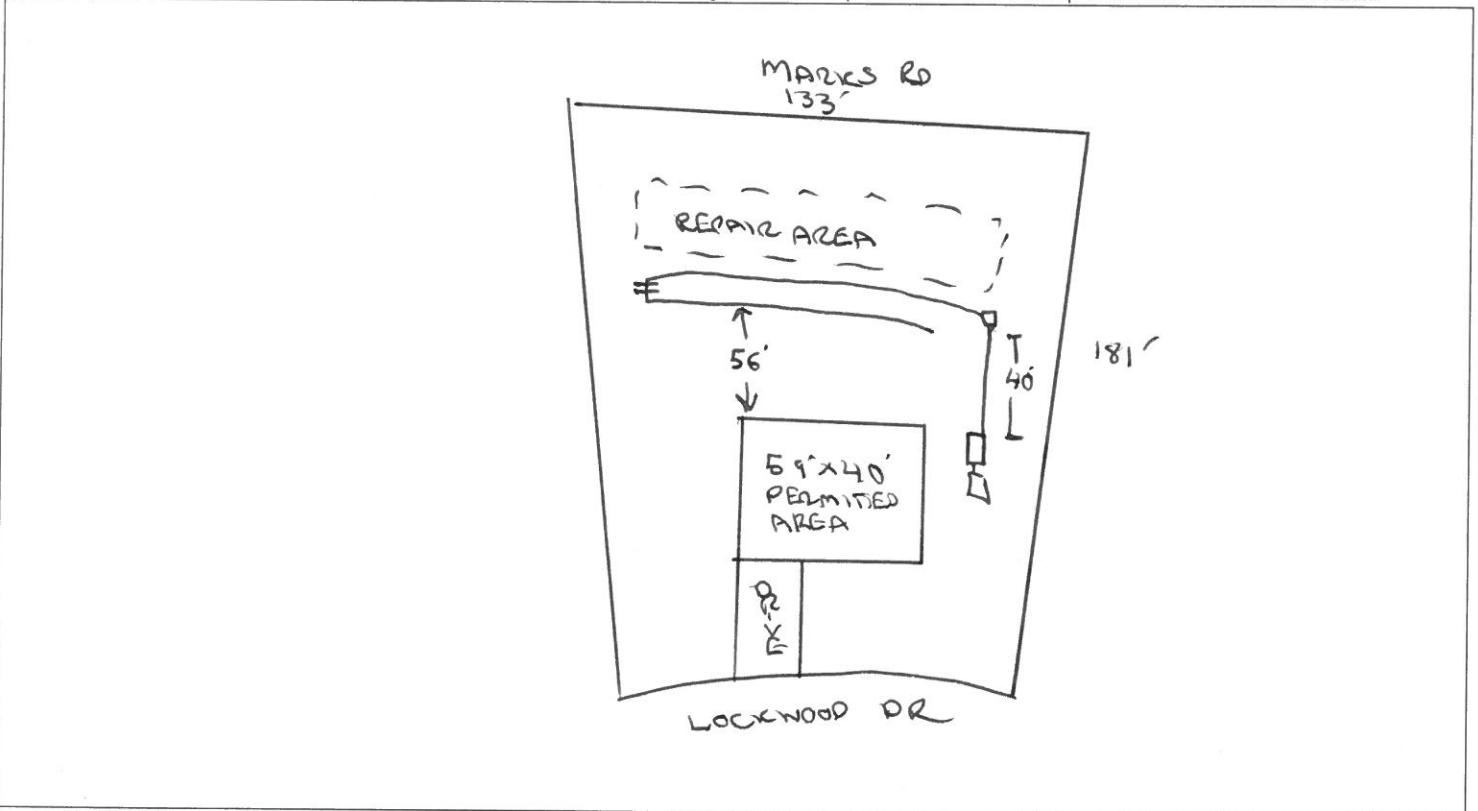 MARKS RD
133'
REPAIR AREA
56'
40'
181'
59'x40'
PERMITTED
AREA
DRIVE
LOCKWOOD DR